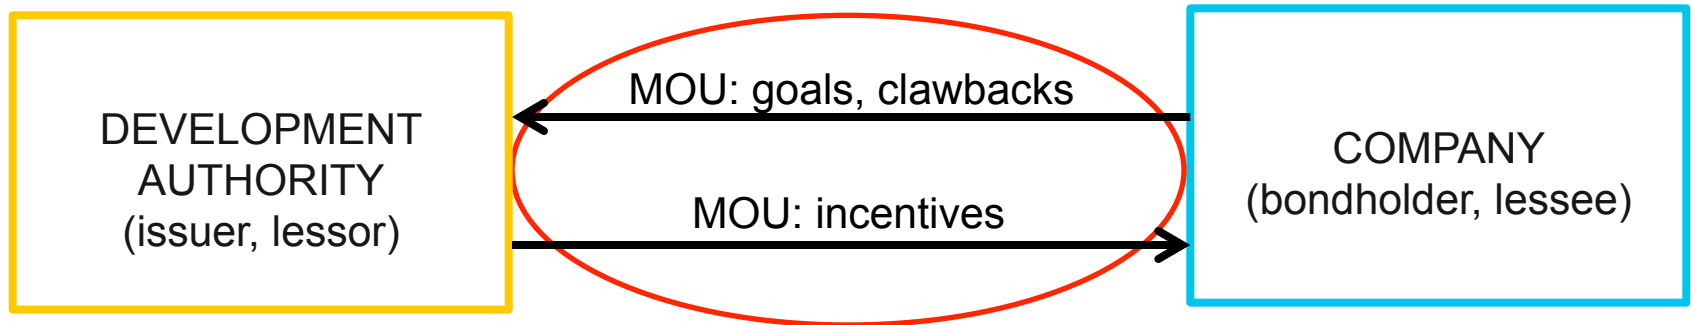 DEVELOPMENT
AUTHORITY
(issuer, lessor)
MOU: goals, clawbacks
MOU: incentives
COMPANY
(bondholder, lessee)